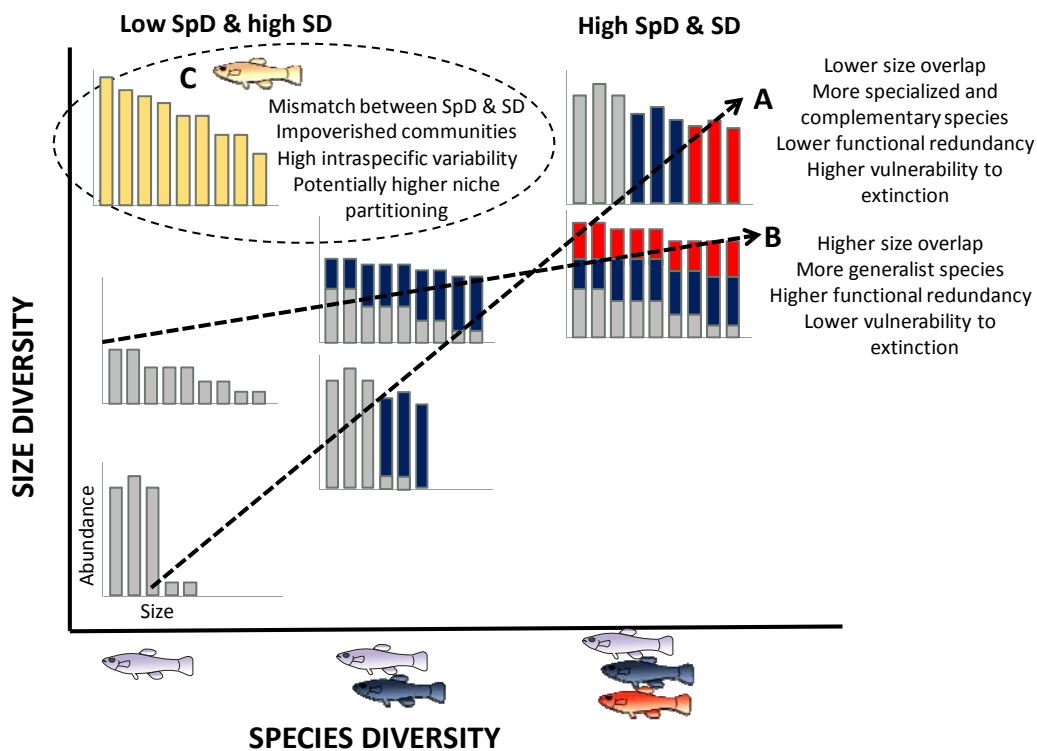 Low SpD & high SD
High SpD & SD
C
Mismatch between SpD & SD
Impoverished communities
High intraspecific variability
Potentially higher niche
partitioning
A
Lower size overlap
More specialized and
complementary species
Lower functional redundancy
Higher vulnerability to
extinction
B
Higher size overlap
More generalist species
Higher functional redundancy
Lower vulnerability to
extinction
SIZE DIVERSITY
Abundance
Size
SPECIES DIVERSITY